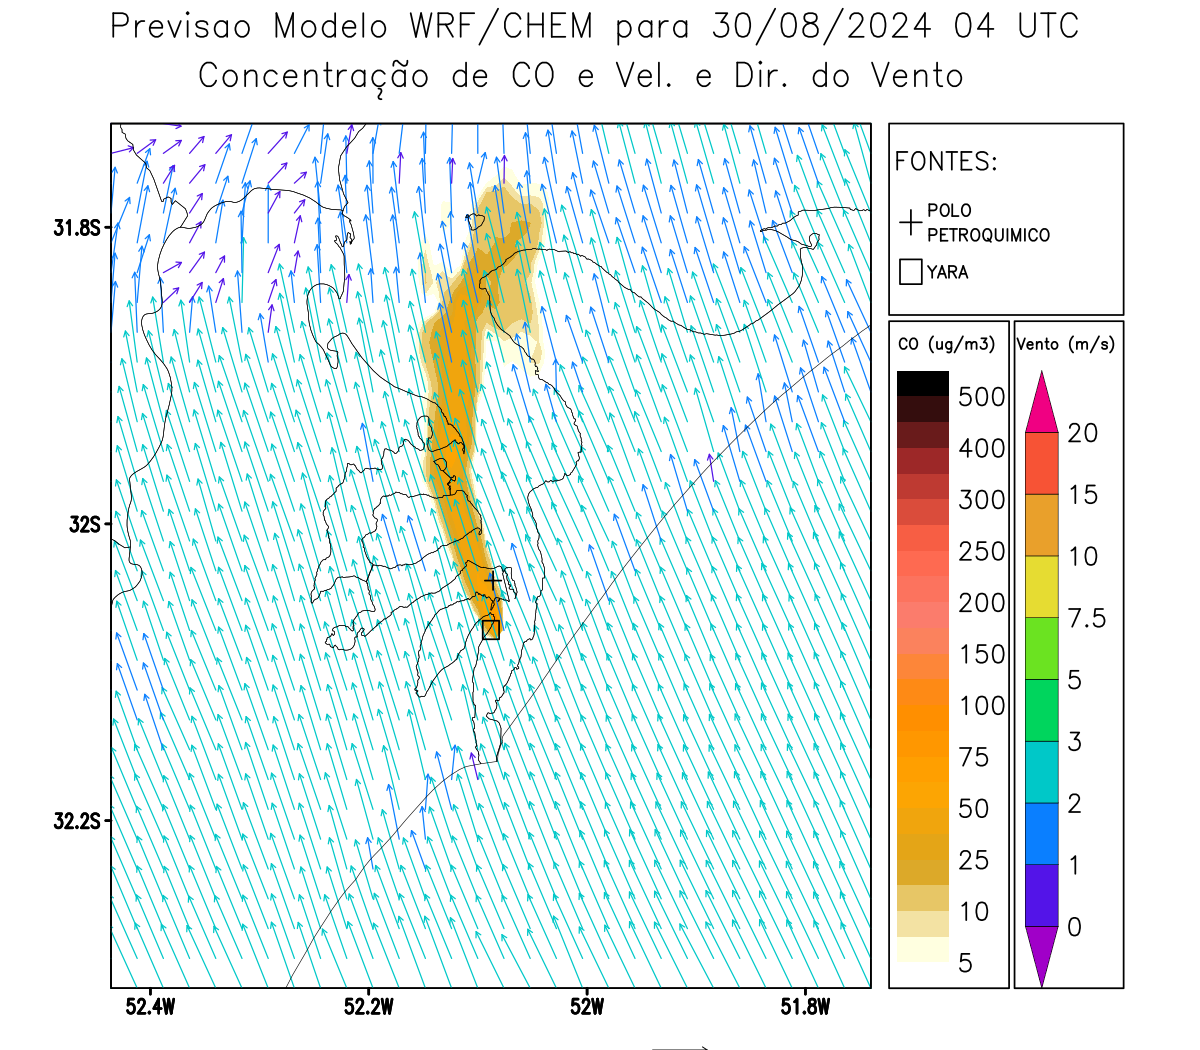 Previsao Modelo WRF/CHEM para 30/08/2024 04 UTC
Concentração de CO e Vel. e Dir. do Vento
FONTES:
POLO
PETROQUIMICO
YARA
CO (ug/m3)
500
400
300
250
200
150
100
75
50
25
10
5
Vento (m/s)
20
15
10
7.5
5
3
2
1
0
31.8S
32S
32.2S
52.4W
52.2W
52W
51.8W